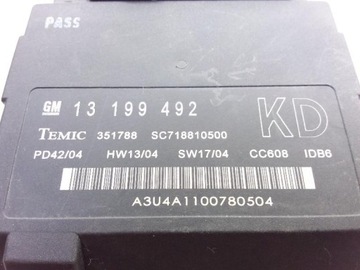 PASS
GM 13 199 492 KD
TEMIC 351788 SC718810500
PD42/04 HW13/04 SW17/04 CC608 IDB6
A3U4A1100780504